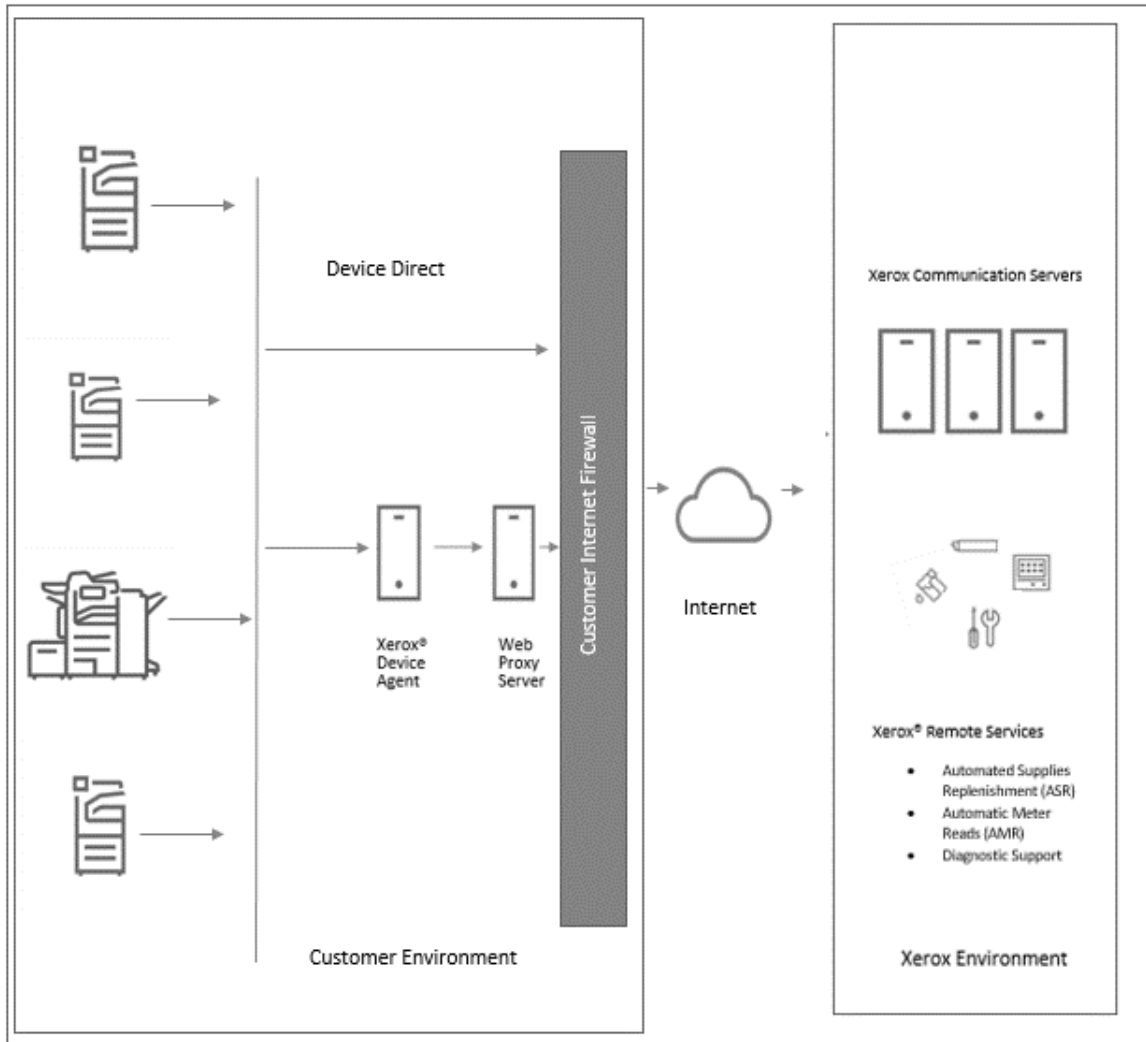 Device Direct
Customer Internet Firewall
Xerox®
Device
Agent
Web
Proxy
Server
Customer Environment
Internet
Xerox Communication Servers
Xerox® Remote Services
• Automated Supplies
Replenishment (ASR)
• Automatic Meter
Reads (AMR)
• Diagnostic Support
Xerox Environment